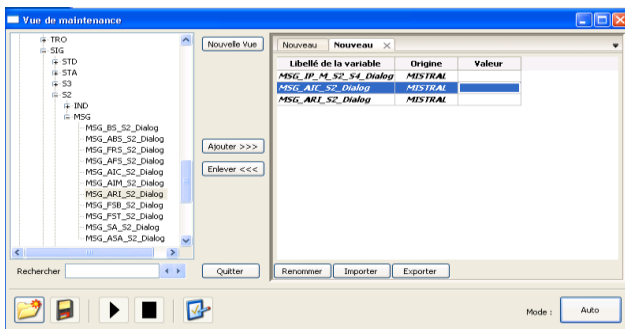 Vue de maintenance
TRO
SIG
STD
STA
S3
S2
IND
MSG
MSG_BS_S2_Dialog
MSG_ABS_S2_Dialog
MSG_FRS_S2_Dialog
MSG_AFS_S2_Dialog
MSG_AIC_S2_Dialog
MSG_AIM_S2_Dialog
MSG_ARI_S2_Dialog
MSG_FSB_S2_Dialog
MSG_FST_S2_Dialog
MSG_SA_S2_Dialog
MSG_ASA_S2_Dialog
Rechercher
Nouvelle Vue
Ajouter >>>
Enlever <<<
Quitter
Nouveau Nouveau
Libellé de la variable Origine Valeur
MSG_IP_M_S2_S4_Dialog MISTRAL
MSG_AIC_S2_Dialog MISTRAL
MSG_ARI_S2_Dialog MISTRAL
Renommer Importer Exporter
Mode : Auto